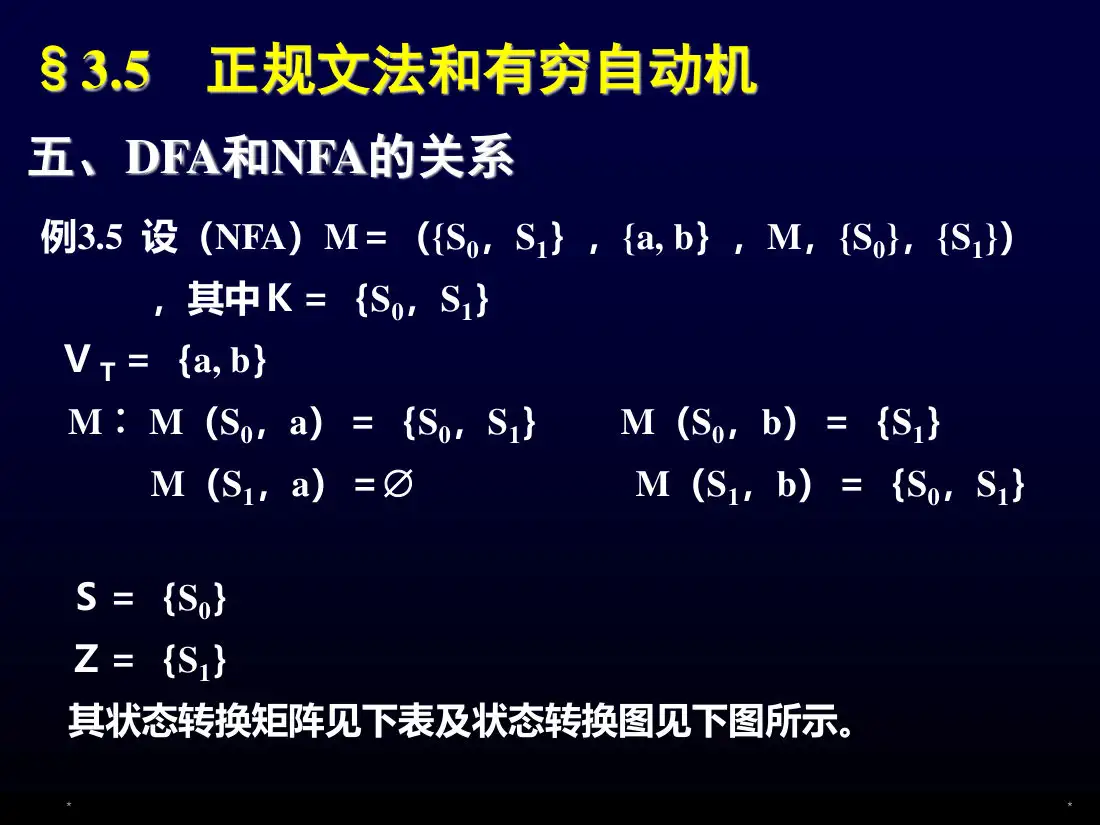 §3.5 正规文法和有穷自动机
五、DFA和NFA的关系
例3.5 设（NFA）M＝（{S₀，S₁}，{a, b}，M，{S₀}，{S₁}）
，其中K＝｛S₀，S₁｝
V_T＝｛a, b｝
M： M（S₀，a）＝｛S₀，S₁｝ M（S₀，b）＝｛S₁｝
M（S₁，a）＝∅ M（S₁，b）＝｛S₀，S₁｝
S＝｛S₀｝
Z＝｛S₁｝
其状态转换矩阵见下表及状态转换图见下图所示。
* *